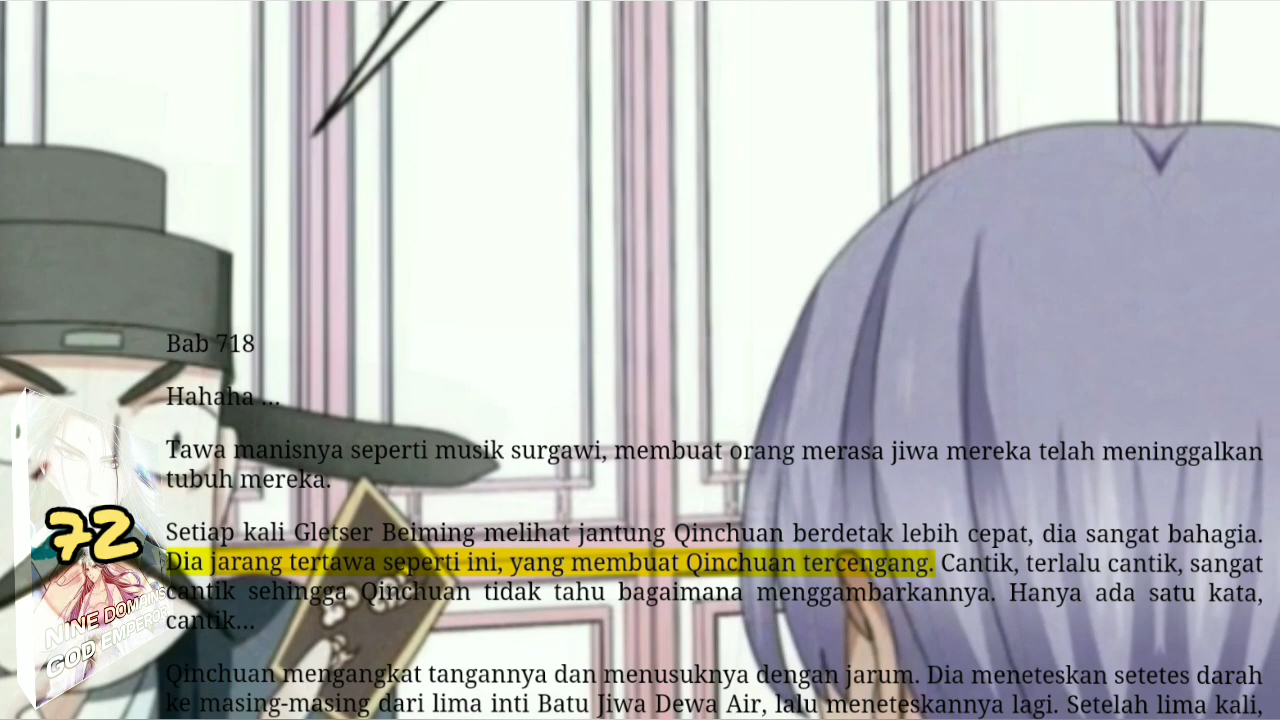 Bab 718
Hahaha ...
Tawa manisnya seperti musik surgawi, membuat orang merasa jiwa mereka telah meninggalkan
tubuh mereka.
Setiap kali Gletser Beiming melihat jantung Qinchuan berdetak lebih cepat, dia sangat bahagia.
Dia jarang tertawa seperti ini, yang membuat Qinchuan tercengang. Cantik, terlalu cantik, sangat
cantik sehingga Qinchuan tidak tahu bagaimana menggambarkannya. Hanya ada satu kata,
cantik...
Qinchuan mengangkat tangannya dan menusuknya dengan jarum. Dia meneteskan setetes darah
ke masing-masing dari lima inti Batu Jiwa Dewa Air, lalu meneteskannya lagi. Setelah lima kali,
72
NINE DOMAINS
GOD EMPEROR